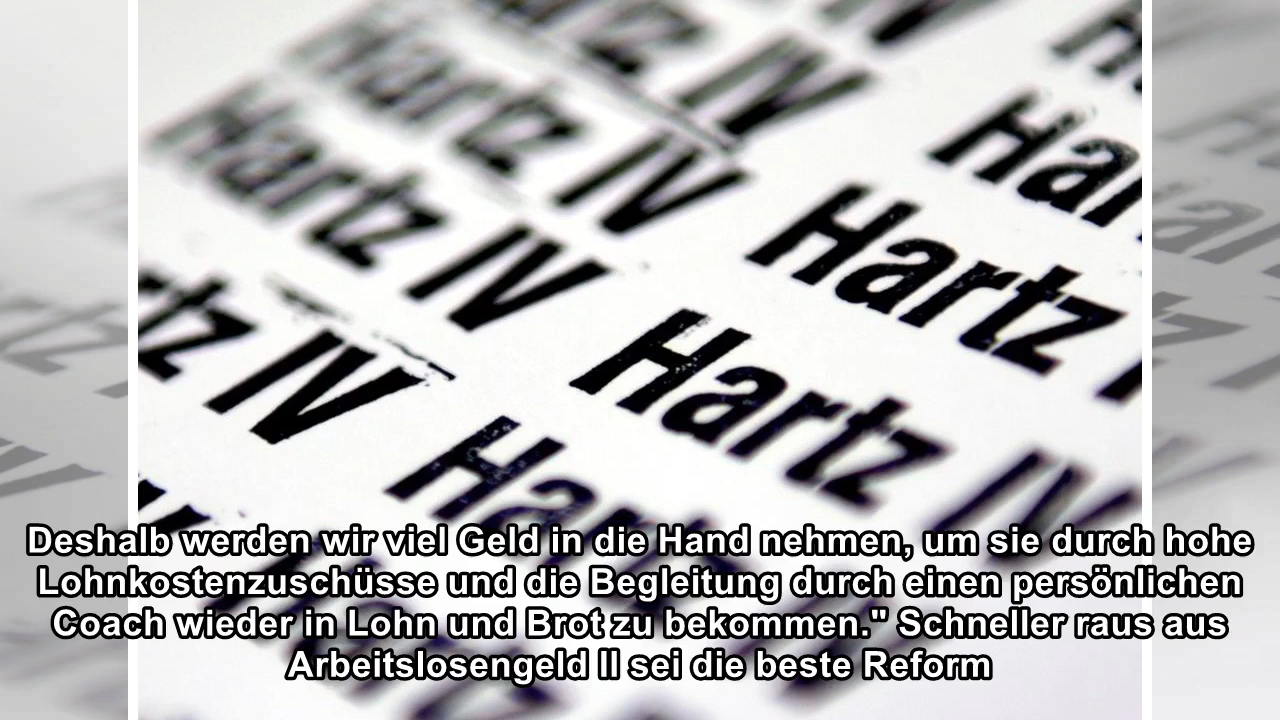 Hartz IV
Hartz IV
Hartz IV
Hartz
Hartz IV
Hartz
Deshalb werden wir viel Geld in die Hand nehmen, um sie durch hohe
Lohnkostenzuschüsse und die Begleitung durch einen persönlichen
Coach wieder in Lohn und Brot zu bekommen." Schneller raus aus
Arbeitslosengeld II sei die beste Reform